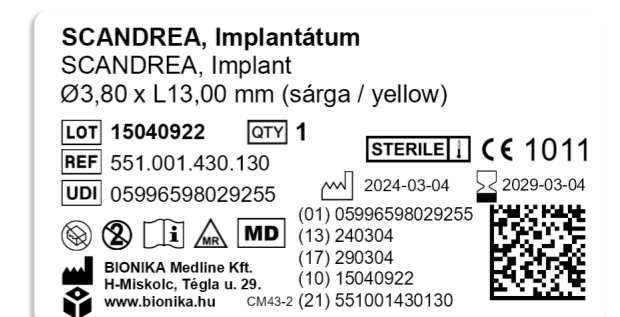 SCANDREA, Implantátum
SCANDREA, Implant
Ø3,80 x L13,00 mm (sárga / yellow)
LOT 15040922 QTY 1
STERILE CE 1011
REF 551.001.430.130
UDI 05996598029255
2024-03-04 2029-03-04
2 i MR MD
(01) 05996598029255
(13) 240304
(17) 290304
(10) 15040922
(21) 551001430130
BIONIKA Medline Kft.
H-Miskolc, Tégla u. 29.
www.bionika.hu CM43-2